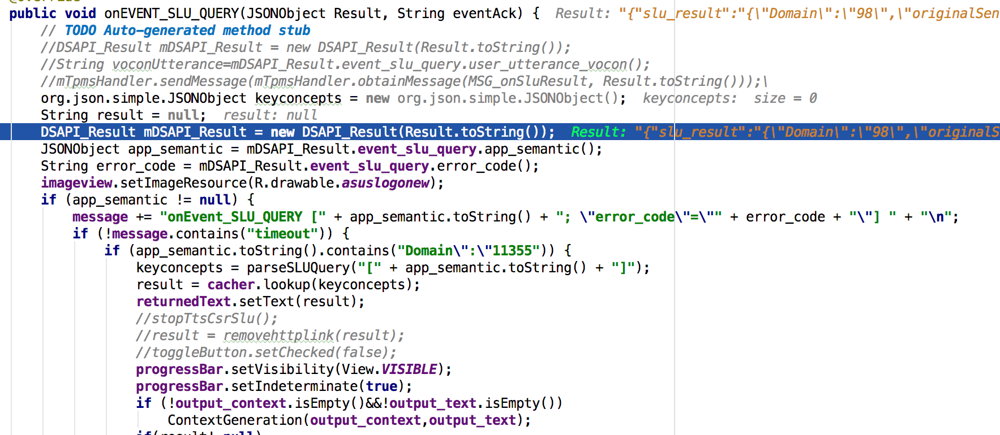 @Override
public void onEVENT_SLU_QUERY(JSONObject Result, String eventAck) {  Result: "{"slu_result":"{\"Domain\":\"98\",\"originalSen
// TODO Auto-generated method stub
//DSAPI_Result mDSAPI_Result = new DSAPI_Result(Result.toString());
//String voconUtterance=mDSAPI_Result.event_slu_query.user_utterance_vocon();
//mTpmsHandler.sendMessage(mTpmsHandler.obtainMessage(MSG_onSluResult, Result.toString()));\
org.json.simple.JSONObject keyconcepts = new org.json.simple.JSONObject();  keyconcepts:  size = 0
String result = null;  result: null
DSAPI_Result mDSAPI_Result = new DSAPI_Result(Result.toString());  Result: "{"slu_result":"{\"Domain\":\"98\",\"originalS
JSONObject app_semantic = mDSAPI_Result.event_slu_query.app_semantic();
String error_code = mDSAPI_Result.event_slu_query.error_code();
imageview.setImageResource(R.drawable.asuslogonew);
if (app_semantic != null) {
message += "onEvent_SLU_QUERY [" + app_semantic.toString() + "; \"error_code\"=\"" + error_code + "\"] " + "\n";
if (!message.contains("timeout")) {
if (app_semantic.toString().contains("Domain\":\"11355")) {
keyconcepts = parseSLUQuery("[" + app_semantic.toString() + "]");
result = cacher.lookup(keyconcepts);
returnedText.setText(result);
//stopTtsCsrSlu();
//result = removehttplink(result);
//toggleButton.setChecked(false);
progressBar.setVisibility(View.VISIBLE);
progressBar.setIndeterminate(true);
if (!output_context.isEmpty()&&!output_text.isEmpty())
ContextGeneration(output_context,output_text);
if(result! null)